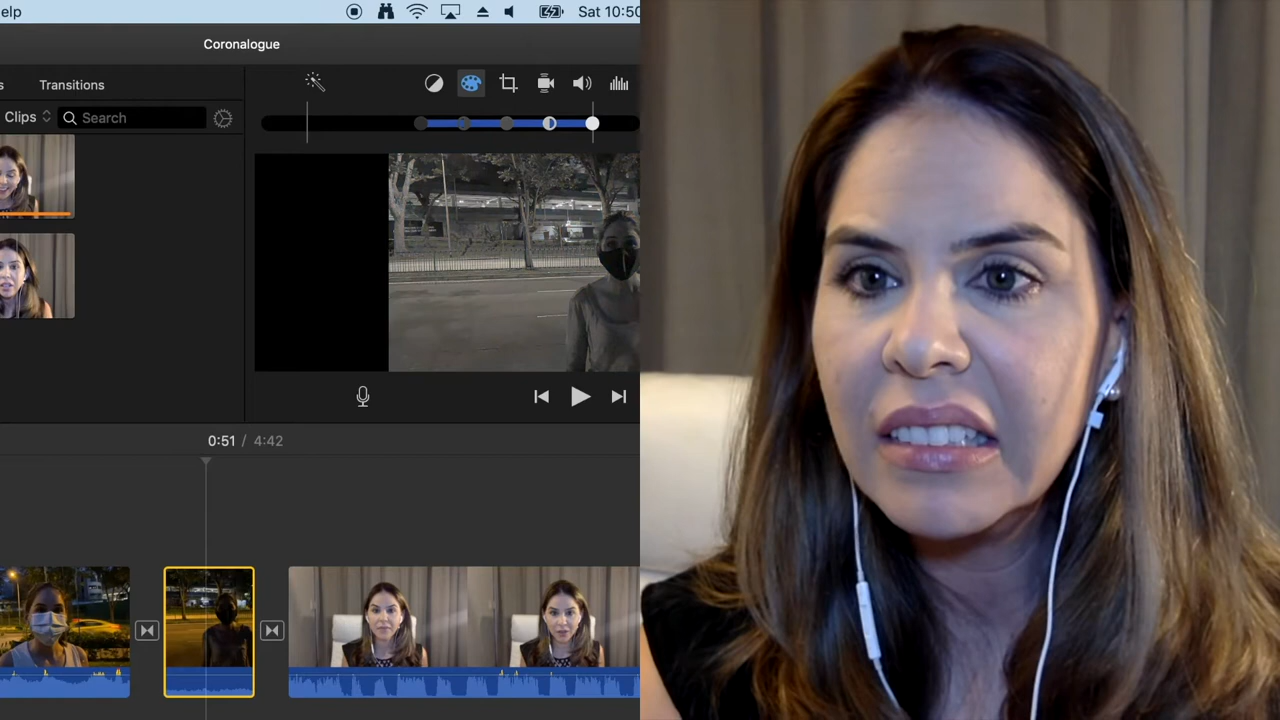 elp
Sat 10:50
Coronalogue
s
Transitions
Clips
Search
0:51 / 4:42